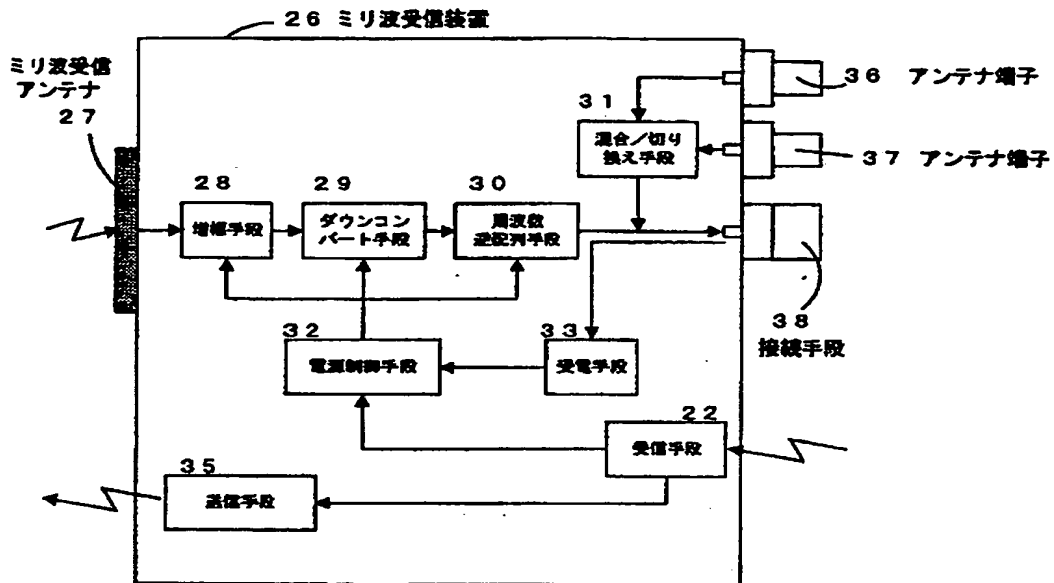 26 ミリ波受信装置
ミリ波受信
アンテナ
27
36 アンテナ端子
31
混合/切り
換え手段
37 アンテナ端子
28
増幅手段
29
ダウンコン
バート手段
30
周波数
逆配列手段
38
接続手段
32
電源制御手段
33
受電手段
22
受信手段
35
送信手段